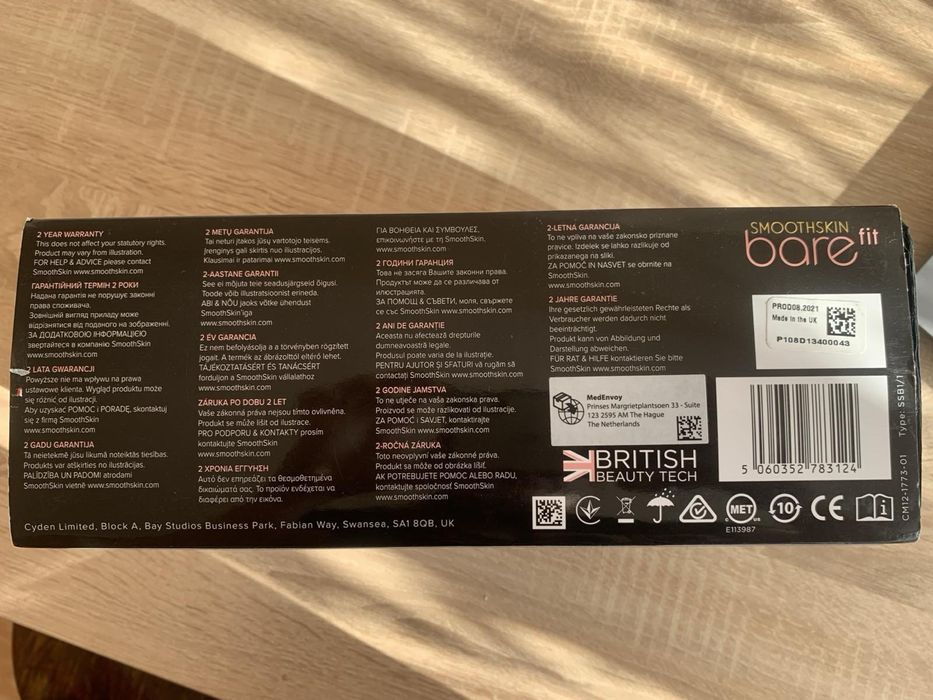 2 YEAR WARRANTY
This does not affect your statutory rights.
Product may vary from illustration.
FOR HELP & ADVICE please contact
SmoothSkin www.smoothskin.com
ГАРАНТІЙНИЙ ТЕРМІН 2 РОКИ
Надана гарантія не порушує законні
права споживача.
Зовнішній вигляд приладу може
відрізнятися від поданого на зображенні.
ЗА ДОДАТКОВОЮ ІНФОРМАЦІЄЮ
звертайтеся в компанію SmoothSkin
www.smoothskin.com
2 LATA GWARANCJI
Powyższe nie ma wpływu na prawa
ustawowe klienta. Wygląd produktu może
się różnić od ilustracji.
Aby uzyskać POMOC i PORADĘ, skontaktuj
się z firmą SmoothSkin
www.smoothskin.com
2 GADU GARANTIJA
Tā neietekmē jūsu likumā noteiktās tiesības.
Produkts var atšķirties no ilustrācijas.
PALĪDZĪBA UN PADOMI atrodami
SmoothSkin vietnē www.smoothskin.com
2 METŲ GARANTIJA
Tai neturi įtakos jūsų vartotojo teisėms.
Įrenginys gali skirtis nuo iliustracijos.
Klausimai ir patarimai www.smoothskin.com
2-AASTANE GARANTII
See ei mõjuta teie seadusjärgseid õigusi.
Toode võib illustratsioonist erineda.
ABI & NÕU jaoks võtke ühendust
SmoothSkin'iga
www.smoothskin.com
2 ÉV GARANCIA
Ez nem befolyásolja a a törvényben rögzített
jogait. A termék az ábrázolttól eltérő lehet.
TÁJÉKOZTATÁSÉRT ÉS TANÁCSÉRT
forduljon a SmoothSkin vállalathoz
www.smoothskin.com
ZÁRUKA PO DOBU 2 LET
Vaše zákonná práva nejsou tímto ovlivněna.
Produkt se může lišit od ilustrace.
PRO PODPORU & KONTAKTY prosím
kontaktujte SmoothSkin
www.smoothskin.com
2 ΧΡΟΝΙΑ ΕΓΓΥΗΣΗ
Αυτό δεν επηρεάζει τα θεσμοθετημένα
δικαιώματά σας. Το προϊόν ενδέχεται να
διαφέρει από την εικόνα.
ΓΙΑ ΒΟΗΘΕΙΑ ΚΑΙ ΣΥΜΒΟΥΛΕΣ,
επικοινωνήστε με τη SmoothSkin,
www.smoothskin.com
2 ГОДИНИ ГАРАНЦИЯ
Това не засяга Вашите законни права.
Продуктът може да се различава от
илюстрацията.
ЗА ПОМОЩ & СЪВЕТИ, моля, свържете
се със SmoothSkin www.smoothskin.com
2 ANI DE GARANȚIE
Aceasta nu afectează drepturile
dumneavoastră legale.
Produsul poate varia de la ilustrație.
PENTRU AJUTOR ȘI SFATURI vă rugăm să
contactați SmoothSkin www.smoothskin.com
2 GODINE JAMSTVA
To ne utječe na vaša zakonska prava.
Proizvod se može razlikovati od ilustracije.
ZA POMOĆ i SAVJET, kontaktirajte
SmoothSkin www.smoothskin.com
2-ROČNÁ ZÁRUKA
Toto neovplyvní vaše zákonné práva.
Produkt sa môže od obrázka líšiť.
AK POTREBUJETE POMOC ALEBO RADU,
kontaktujte spoločnosť SmoothSkin
www.smoothskin.com
2-LETNA GARANCIJA
To ne vpliva na vaše zakonsko priznane
pravice. Izdelek se lahko razlikuje od
prikazanega na sliki.
ZA POMOČ IN NASVET se obrnite na
SmoothSkin
www.smoothskin.com
2 JAHRE GARANTIE
Ihre gesetzlich gewährleisteten Rechte als
Verbraucher werden dadurch nicht
beeinträchtigt.
Produkt kann von Abbildung und
Darstellung abweichen.
FÜR RAT & HILFE kontaktieren Sie bitte
SmoothSkin www.smoothskin.com
SMOOTHSKIN
bare fit
PROD08.2021
Made in the UK
P108D13400043
MedEnvoy
Prinses Margrietplantsoen 33 - Suite
123 2595 AM The Hague
The Netherlands
BRITISH
BEAUTY TECH
5 060352 783124
CM12-1773-01 Type: SSB1/1
MET
E113987
10
CE
i
Cyden Limited, Block A, Bay Studios Business Park, Fabian Way, Swansea, SA1 8QB, UK